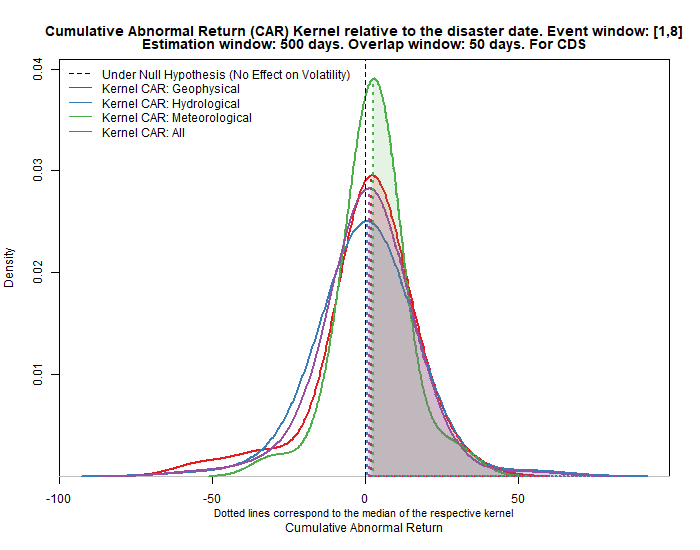 Cumulative Abnormal Return (CAR) Kernel relative to the disaster date. Event window: [1,8]
Estimation window: 500 days. Overlap window: 50 days. For CDS
Under Null Hypothesis (No Effect on Volatility)
Kernel CAR: Geophysical
Kernel CAR: Hydrological
Kernel CAR: Meteorological
Kernel CAR: All
0.04
0.03
0.02
0.01
Density
-100
-50
0
50
Dotted lines correspond to the median of the respective kernel
Cumulative Abnormal Return